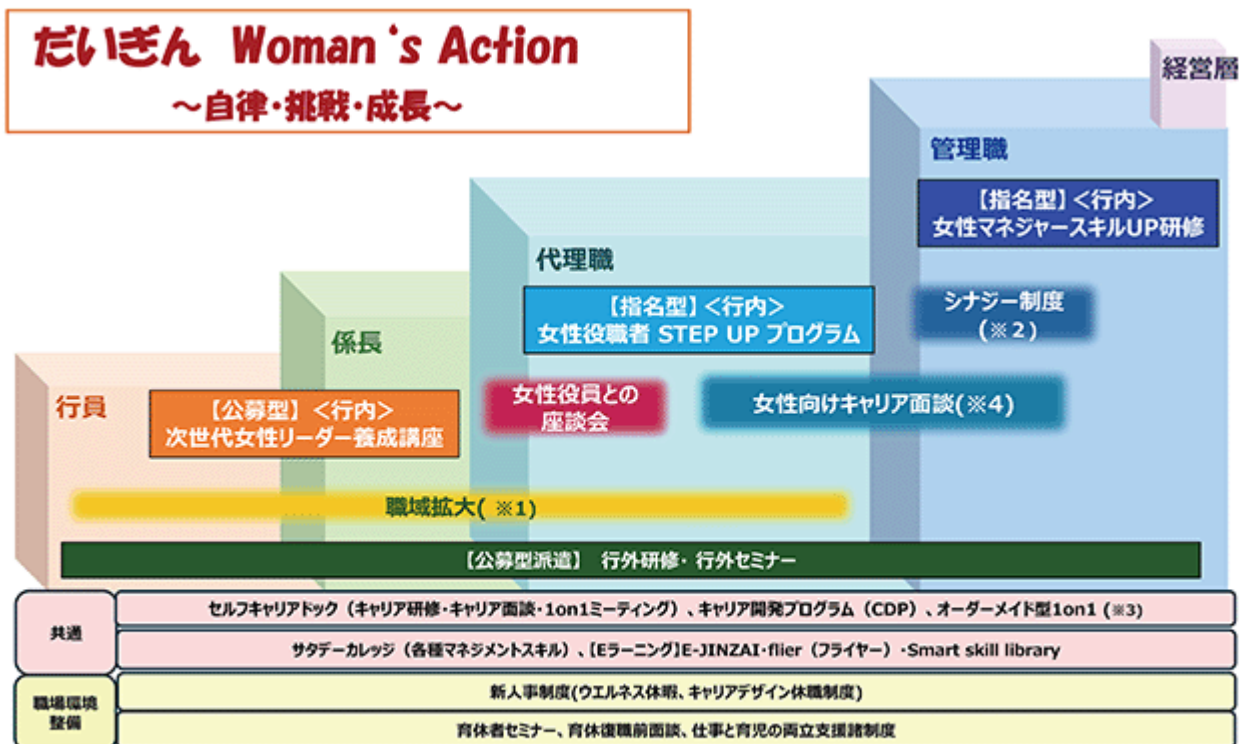 だいぎん Woman‘s Action
～自律・挑戦・成長～
経営層
管理職
【指名型】＜行内＞
女性マネジャースキルUP研修
シナジー制度
(※2)
代理職
【指名型】＜行内＞
女性役職者 STEP UP プログラム
女性役員との
座談会
女性向けキャリア面談(※4)
係長
行員
【公募型】＜行内＞
次世代女性リーダー養成講座
職域拡大( ※1)
【公募型派遣】 行外研修・行外セミナー
共通
セルフキャリアドック（キャリア研修・キャリア面談・1on1ミーティング）、キャリア開発プログラム（CDP）、オーダーメイド型1on1 (※3)
サタデーカレッジ（各種マネジメントスキル）、【Eラーニング】E-JINZAI・flier（フライヤー）・Smart skill library
職場環境
整備
新人事制度(ウエルネス休暇、キャリアデザイン休職制度)
育休者セミナー、育休復職前面談、仕事と育児の両立支援諸制度